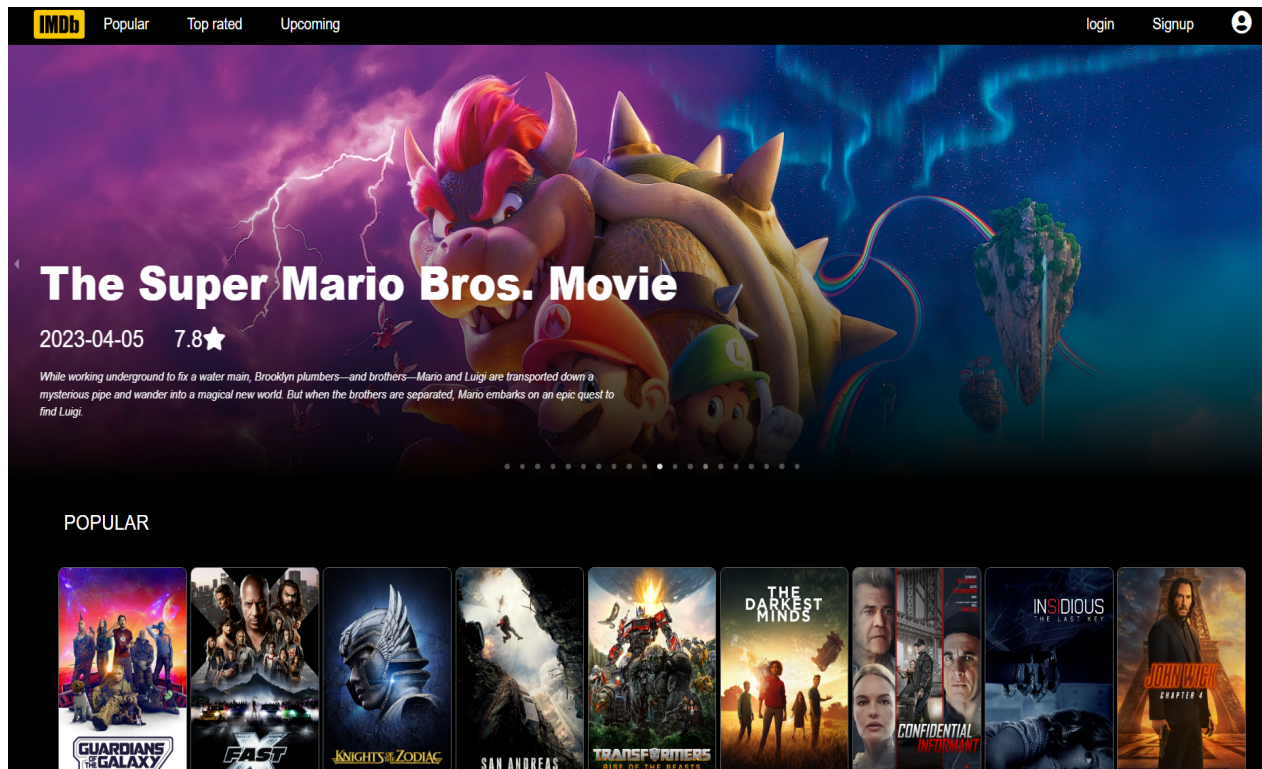 IMDb Popular Top rated Upcoming login Signup
L
The Super Mario Bros. Movie
2023-04-05 7.8
While working underground to fix a water main, Brooklyn plumbers—and brothers—Mario and Luigi are transported down a
mysterious pipe and wander into a magical new world. But when the brothers are separated, Mario embarks on an epic quest to
find Luigi.
POPULAR
GUARDIANS
OF THE
GALAXY
FAST X
KNIGHTS OF THE ZODIAC
SAN ANDREAS
TRANSFORMERS
RISE OF THE BEASTS
THE
DARKEST
MINDS
CONFIDENTIAL
INFORMANT
INSIDIOUS
THE LAST KEY
JOHN WICK
CHAPTER 4